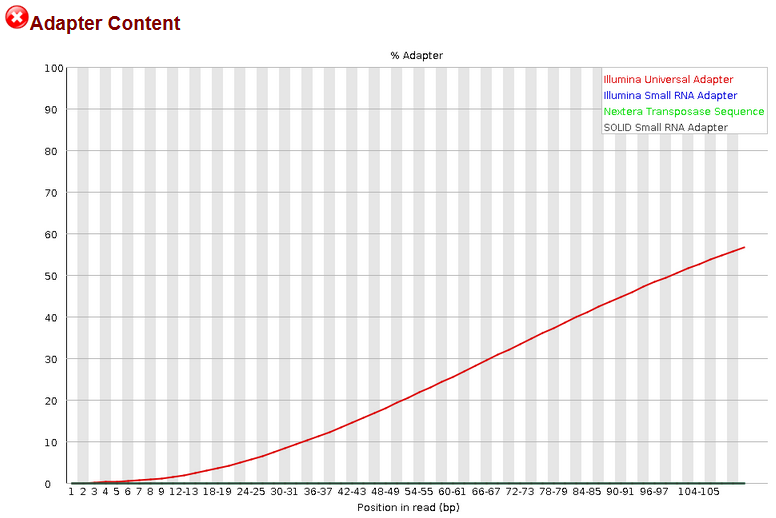 Adapter Content
% Adapter
100
90
80
70
60
50
40
30
20
10
0
Illumina Universal Adapter
Illumina Small RNA Adapter
Nextera Transposase Sequence
SOLID Small RNA Adapter
1 2 3 4 5 6 7 8 9 12-13 18-19 24-25 30-31 36-37 42-43 48-49 54-55 60-61 66-67 72-73 78-79 84-85 90-91 96-97 104-105
Position in read (bp)